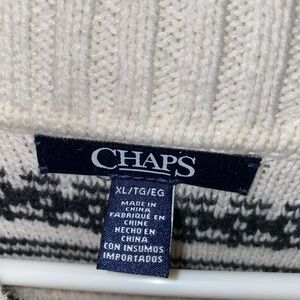 CHAPS
XL/TG/EG
MADE IN
CHINA
FABRIQUÉ EN
CHINE
HECHO EN
CHINA
CON INSUMOS
IMPORTADOS